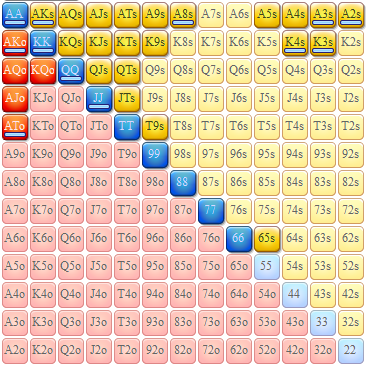 AA AKs AQs AJs ATs A9s A8s A7s A6s A5s A4s A3s A2s
AKo KK KQs KJs KTs K9s K8s K7s K6s K5s K4s K3s K2s
AQo KQo QQ QJs QTs Q9s Q8s Q7s Q6s Q5s Q4s Q3s Q2s
AJo KJo QJo JJ JTs J9s J8s J7s J6s J5s J4s J3s J2s
ATo KTo QTo JTo TT T9s T8s T7s T6s T5s T4s T3s T2s
A9o K9o Q9o J9o T9o 99 98s 97s 96s 95s 94s 93s 92s
A8o K8o Q8o J8o T8o 98o 88 87s 86s 85s 84s 83s 82s
A7o K7o Q7o J7o T7o 97o 87o 77 76s 75s 74s 73s 72s
A6o K6o Q6o J6o T6o 96o 86o 76o 66 65s 64s 63s 62s
A5o K5o Q5o J5o T5o 95o 85o 75o 65o 55 54s 53s 52s
A4o K4o Q4o J4o T4o 94o 84o 74o 64o 54o 44 43s 42s
A3o K3o Q3o J3o T3o 93o 83o 73o 63o 53o 43o 33 32s
A2o K2o Q2o J2o T2o 92o 82o 72o 62o 52o 42o 32o 22